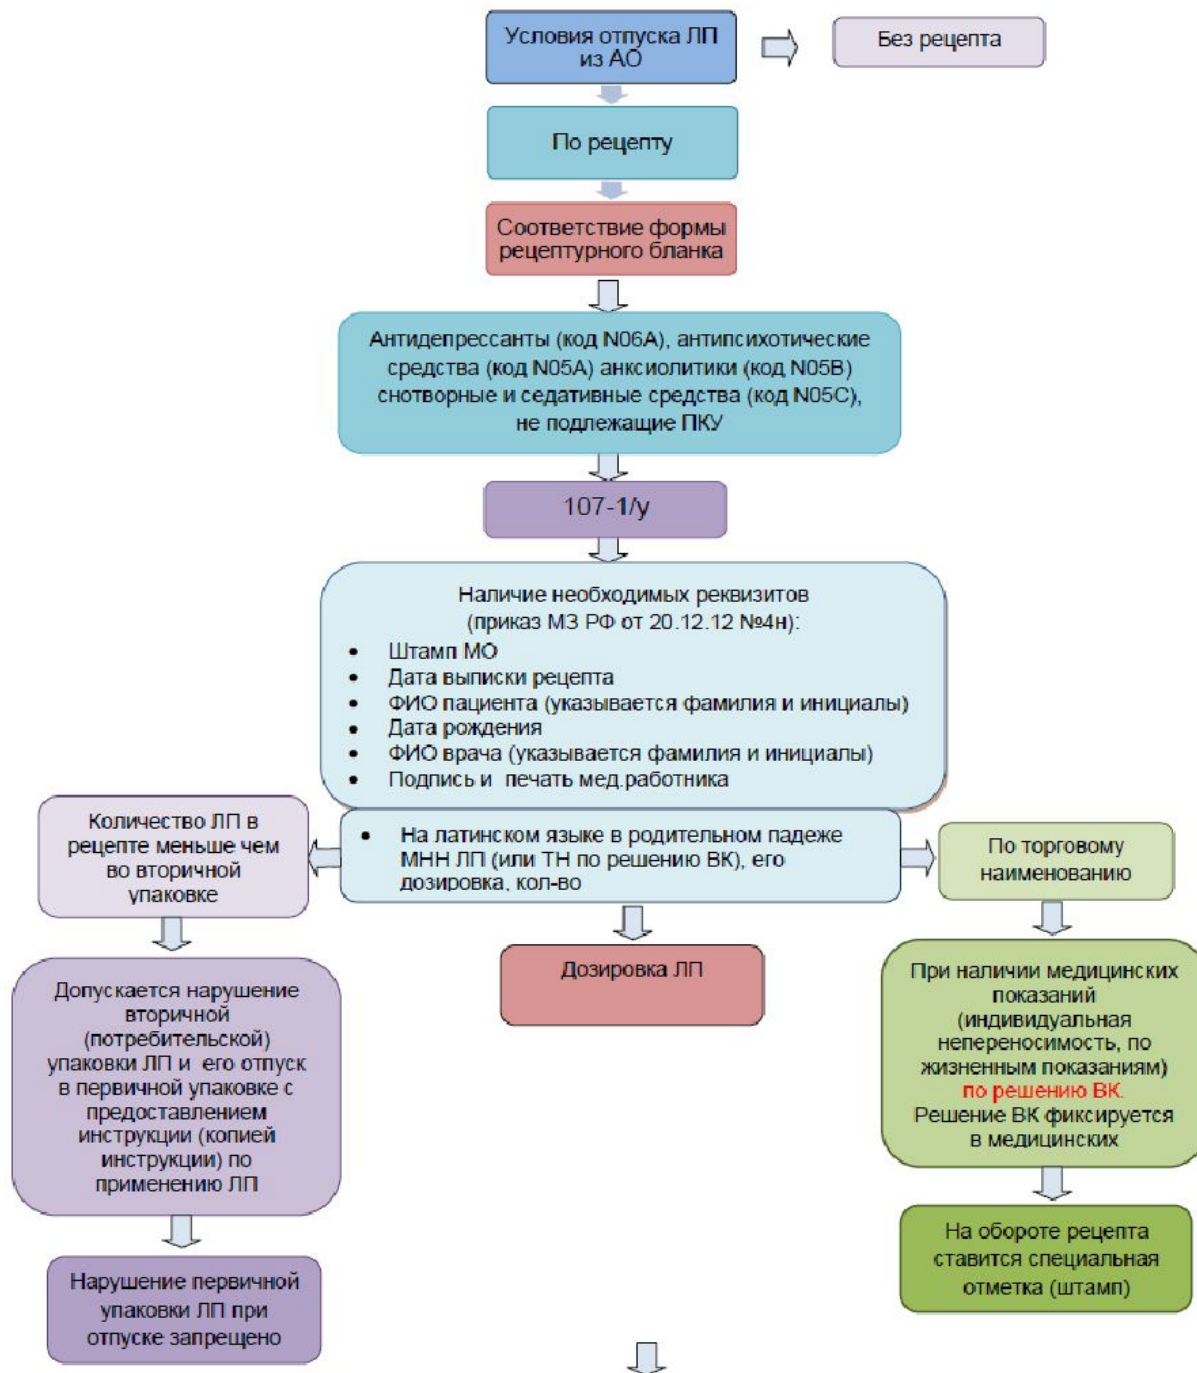 Условия отпуска ЛП
из АО
Без рецепта
По рецепту
Соответствие формы
рецептурного бланка
Антидепрессанты (код N06A), антипсихотические
средства (код N05A) анксиолитики (код N05B)
снотворные и седативные средства (код N05C),
не подлежащие ПКУ
107-1/у
Наличие необходимых реквизитов
(приказ МЗ РФ от 20.12.12 №4н):
• Штамп МО
• Дата выписки рецепта
• ФИО пациента (указывается фамилия и инициалы)
• Дата рождения
• ФИО врача (указывается фамилия и инициалы)
• Подпись и печать мед.работника
• На латинском языке в родительном падеже
МНН ЛП (или ТН по решению ВК), его
дозировка, кол-во
Количество ЛП в
рецепте меньше чем
во вторичной
упаковке
Допускается нарушение
вторичной
(потребительской)
упаковки ЛП и его отпуск
в первичной упаковке с
предоставлением
инструкции (копией
инструкции) по
применению ЛП
Нарушение первичной
упаковки ЛП при
отпуске запрещено
Дозировка ЛП
По торговому
наименованию
При наличии медицинских
показаний
(индивидуальная
непереносимость, по
жизненным показаниям)
по решению ВК.
Решение ВК фиксируется
в медицинских
На обороте рецепта
ставится специальная
отметка (штамп)